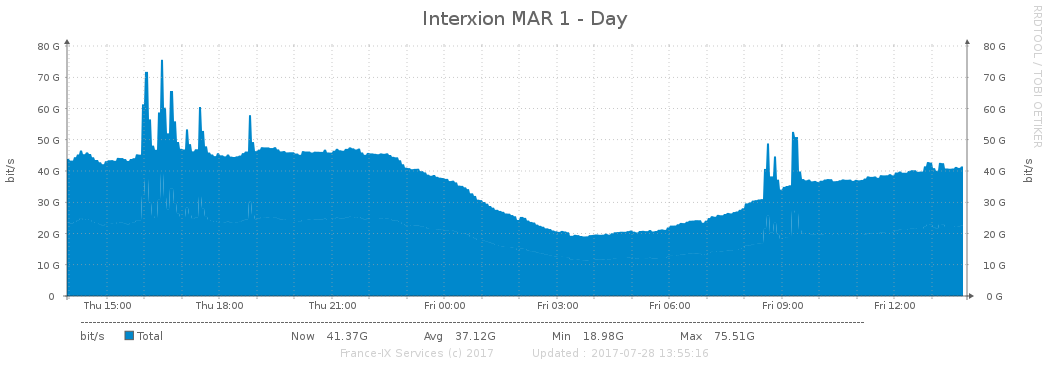 Interxion MAR 1 - Day
RRDTOOL / TOBI OETIKER
80 G 80 G
70 G 70 G
60 G 60 G
50 G 50 G
40 G 40 G
30 G 30 G
20 G 20 G
10 G 10 G
0 0 G
bit/s bit/s
Thu 15:00 Thu 18:00 Thu 21:00 Fri 00:00 Fri 03:00 Fri 06:00 Fri 09:00 Fri 12:00
bit/s Total Now 41.37G Avg 37.12G Min 18.98G Max 75.51G
France-IX Services (c) 2017 Updated : 2017-07-28 13:55:16